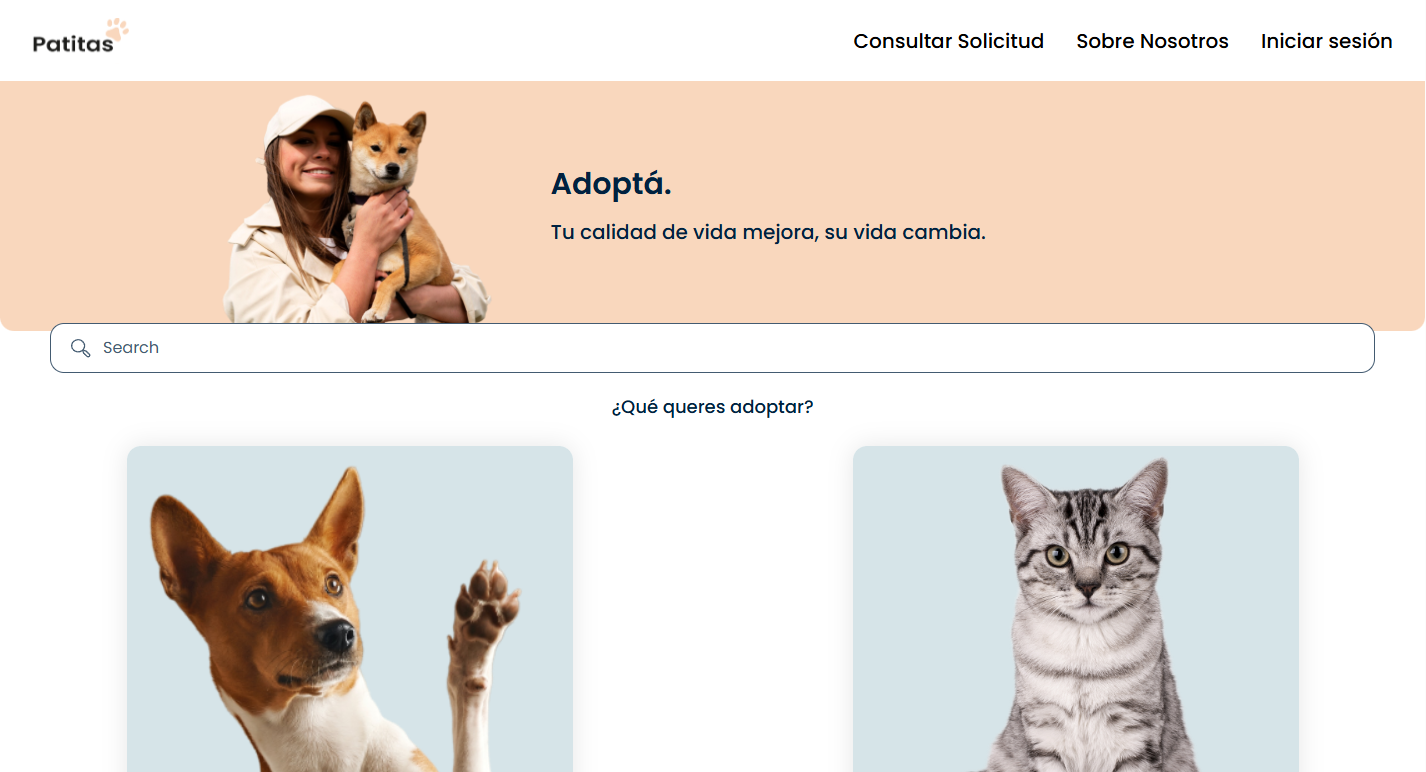 Patitas
Consultar Solicitud
Sobre Nosotros
Iniciar sesión
Adoptá.
Tu calidad de vida mejora, su vida cambia.
Search
¿Qué queres adoptar?